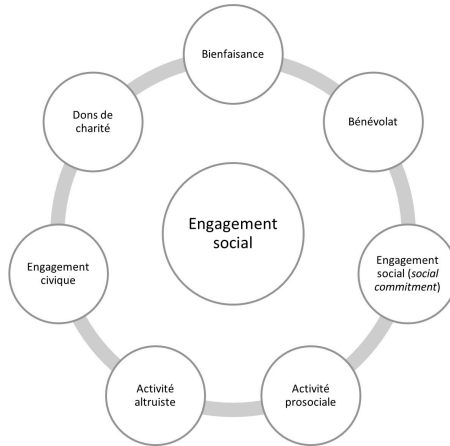 Bienfaisance
Bénévolat
Engagement
social (social
commitment)
Activité
prosociale
Activité
altruiste
Engagement
civique
Dons de
charité
Engagement
social